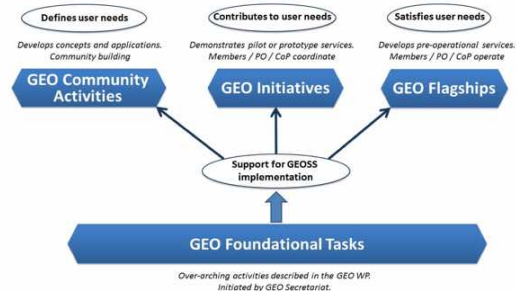 Defines user needs
Contributes to user needs
Satisfies user needs
Develops concepts and applications.
Community building
Demonstrates pilot or prototype services.
Members / PO / CoP coordinate
Develops pre-operational services.
Members / PO / CoP operate
GEO Community
Activities
GEO Initiatives
GEO Flagships
Support for GEOSS
implementation
GEO Foundational Tasks
Over-arching activities described in the GEO WP.
Initiated by GEO Secretariat.